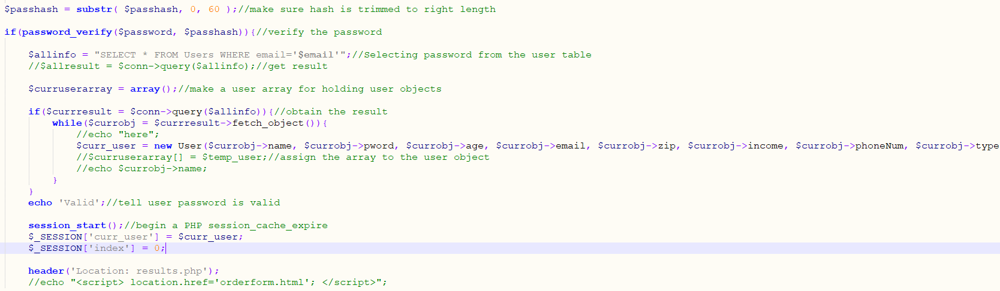 $passhash = substr( $passhash, 0, 60 );//make sure hash is trimmed to right length
if(password_verify($password, $passhash)){//verify the password
$allinfo = "SELECT * FROM Users WHERE email='$email'";//Selecting password from the user table
//$allresult = $conn->query($allinfo);//get result
$curruserarray = array();//make a user array for holding user objects
if($currresult = $conn->query($allinfo)){//obtain the result
while($currobj = $currresult->fetch_object()){
//echo "here";
$curr_user = new User($currobj->name, $currobj->pword, $currobj->age, $currobj->email, $currobj->zip, $currobj->income, $currobj->phoneNum, $currobj->type
//$curruserarray[] = $temp_user;//assign the array to the user object
//echo $currobj->name;
}
}
echo 'Valid';//tell user password is valid
session_start();//begin a PHP session_cache_expire
$_SESSION['curr_user'] = $curr_user;
$_SESSION['index'] = 0;
header('Location: results.php');
//echo "<script> location.href='orderform.html'; </script>";